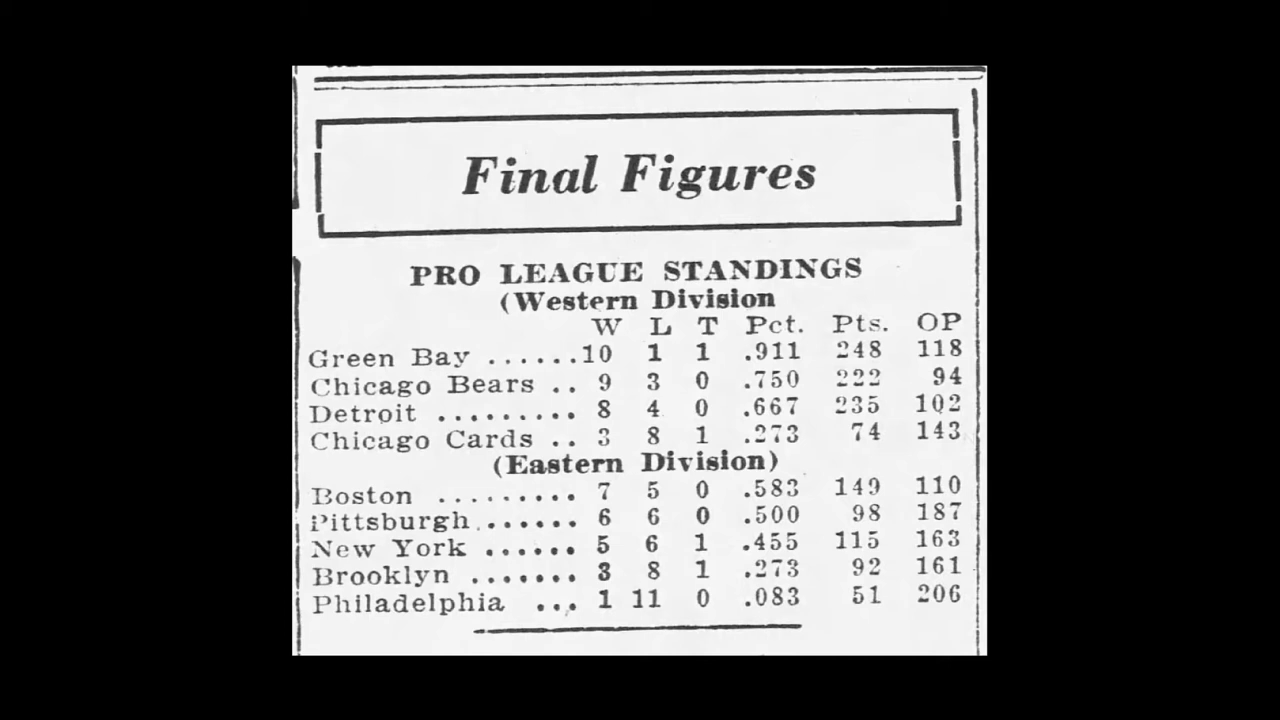 Final Figures
PRO LEAGUE STANDINGS
(Western Division
W L T Pct. Pts. OP
Green Bay ......10 1 1 .911 248 118
Chicago Bears .. 9 3 0 .750 222 94
Detroit ......... 8 4 0 .667 235 102
Chicago Cards .. 3 8 1 .273 74 143
(Eastern Division)
Boston ......... 7 5 0 .583 149 110
Pittsburgh ...... 6 6 0 .500 98 187
New York ...... 5 6 1 .455 115 163
Brooklyn ....... 3 8 1 .273 92 161
Philadelphia ... 1 11 0 .083 51 206